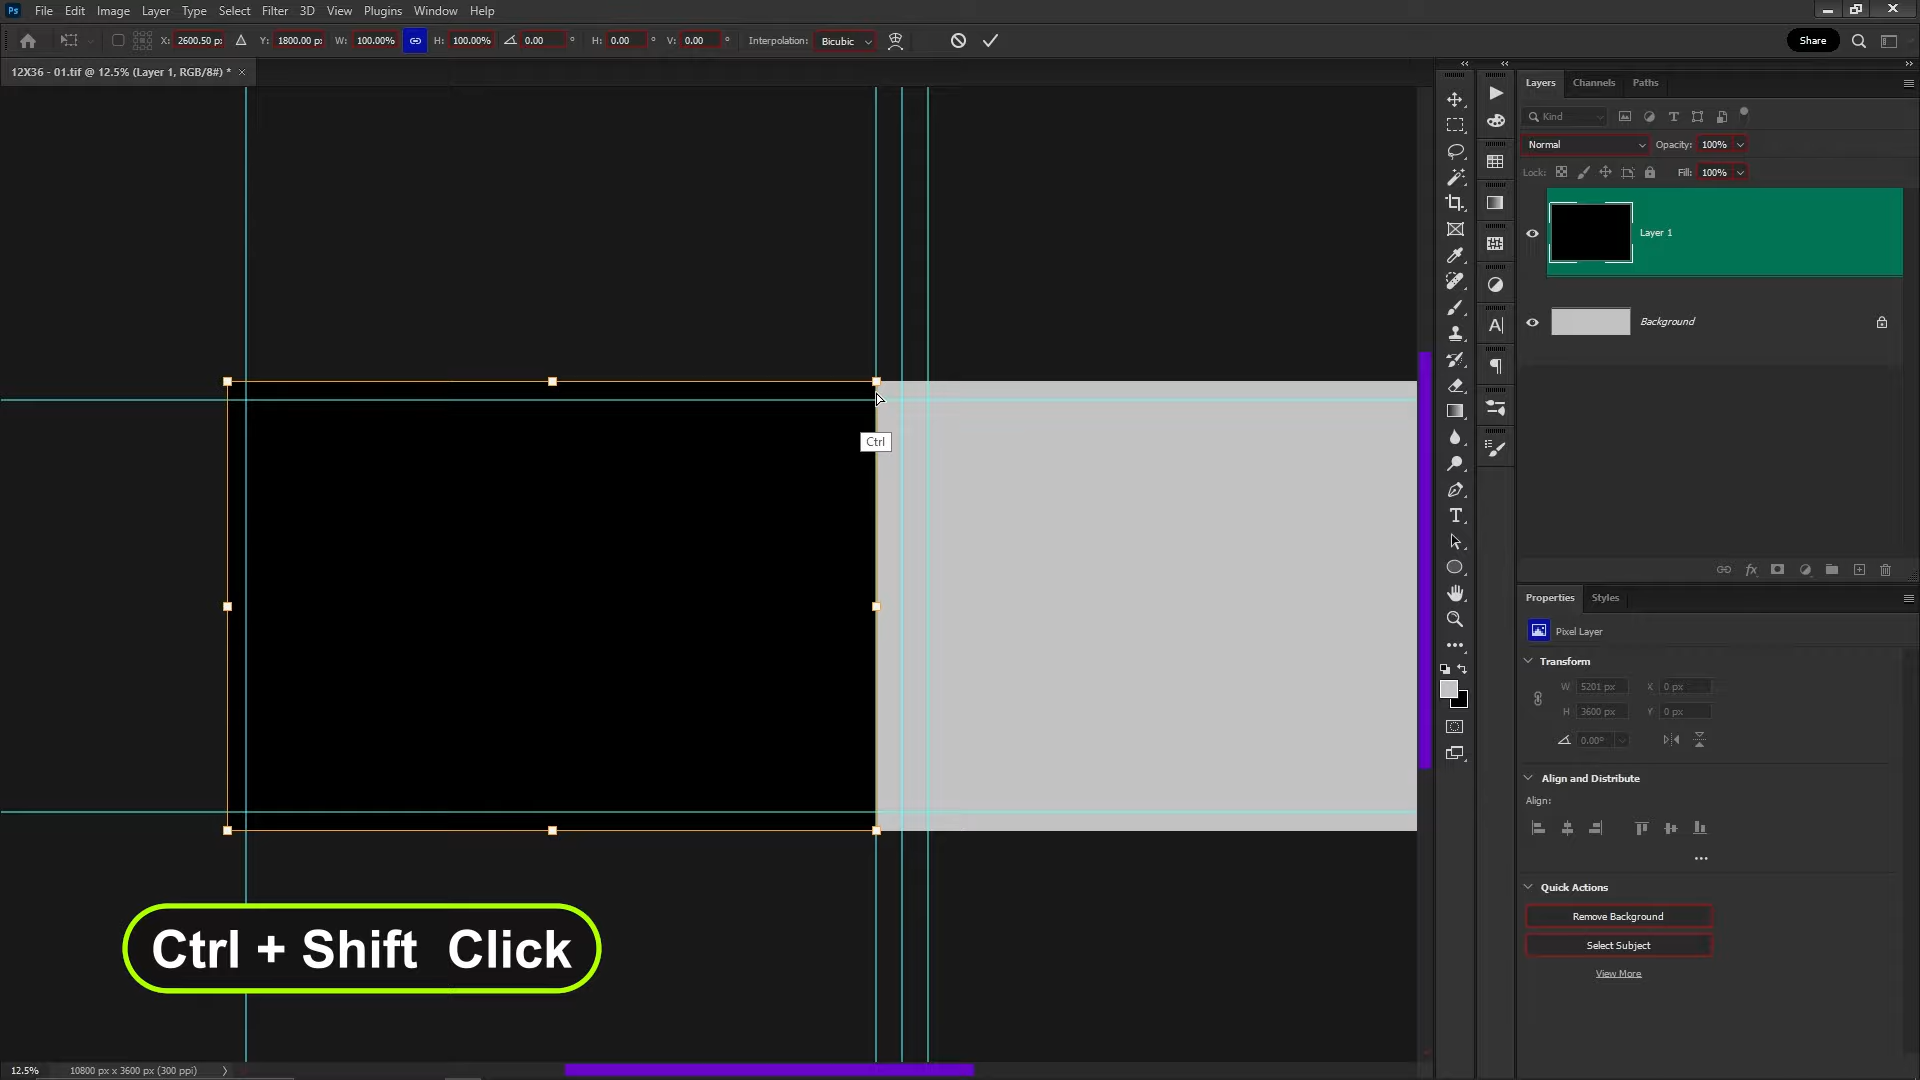 Ps File Edit Image Layer Type Select Filter 3D View Plugins Window Help
X: 2600.50 px Y: 1800.00 px W: 100.00% H: 100.00% 0.00 ° H: 0.00 ° V: 0.00 ° Interpolation: Bicubic Share
12X36 - 01.tif @ 12.5% (Layer 1, RGB/8#) * ×
Layers Channels Paths
Kind
Normal Opacity: 100%
Lock: Fill: 100%
Layer 1
Background
Ctrl
Properties Styles
Pixel Layer
Transform
W 5201 px X 0 px
H 3600 px Y 0 px
0.00°
Align and Distribute
Align:
Quick Actions
Remove Background
Select Subject
View More
Ctrl + Shift Click
12.5% 10800 px x 3600 px (300 ppi)